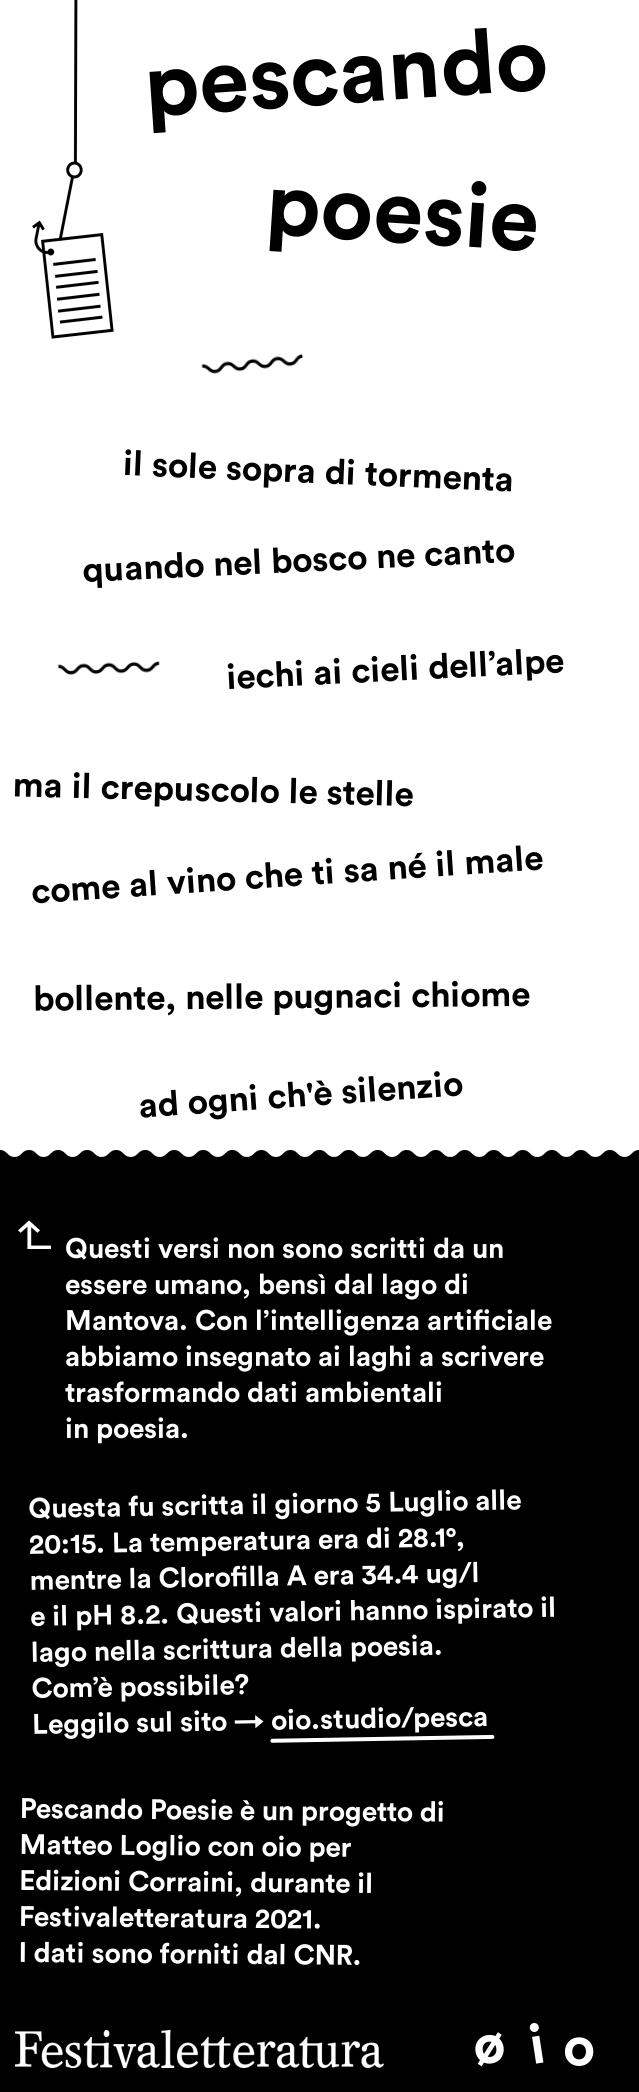 pescando
poesie
il sole sopra di tormenta
quando nel bosco ne canto
iechi ai cieli dell’alpe
ma il crepuscolo le stelle
come al vino che ti sa né il male
bollente, nelle pugnaci chiome
ad ogni ch'è silenzio
Questi versi non sono scritti da un
essere umano, bensì dal lago di
Mantova. Con l’intelligenza artificiale
abbiamo insegnato ai laghi a scrivere
trasformando dati ambientali
in poesia.
Questa fu scritta il giorno 5 Luglio alle
20:15. La temperatura era di 28.1°,
mentre la Clorofilla A era 34.4 ug/l
e il pH 8.2. Questi valori hanno ispirato il
lago nella scrittura della poesia.
Com’è possibile?
Leggilo sul sito → oio.studio/pesca
Pescando Poesie è un progetto di
Matteo Loglio con oio per
Edizioni Corraini, durante il
Festivaletteratura 2021.
I dati sono forniti dal CNR.
Festivaletteratura øio